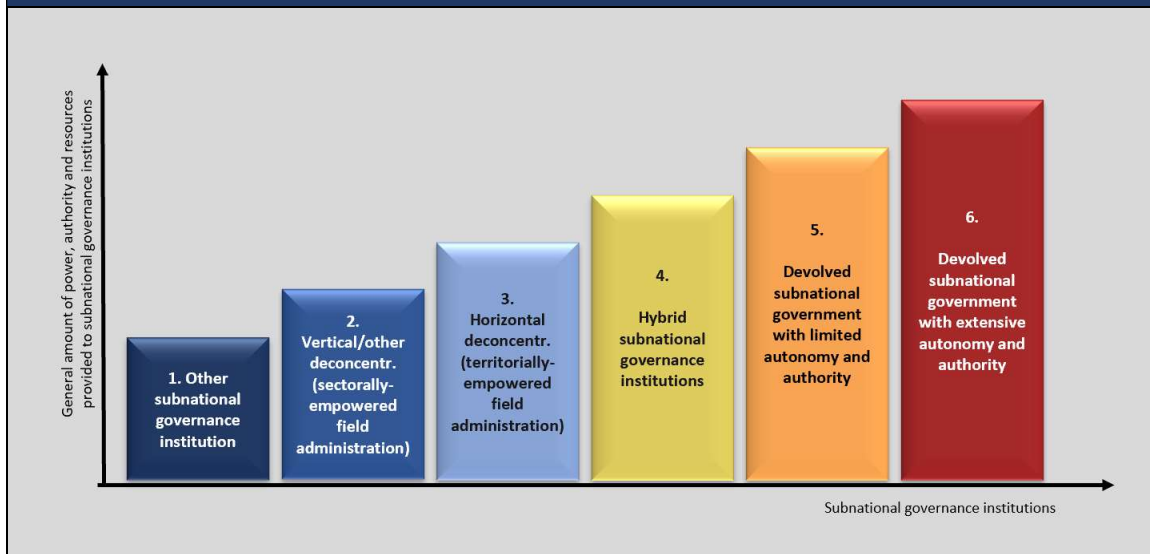 General amount of power, authority and resources
provided to subnational governance institutions
1. Other
subnational
governance
institution
2.
Vertical/other
deconcentr.
(sectorally-
empowered
field
administration)
3.
Horizontal
deconcentr.
(territorially-
empowered
field
administration)
4.
Hybrid
subnational
governance
institutions
5.
Devolved
subnational
government
with limited
autonomy and
authority
6.
Devolved
subnational
government
with extensive
autonomy and
authority
Subnational governance institutions